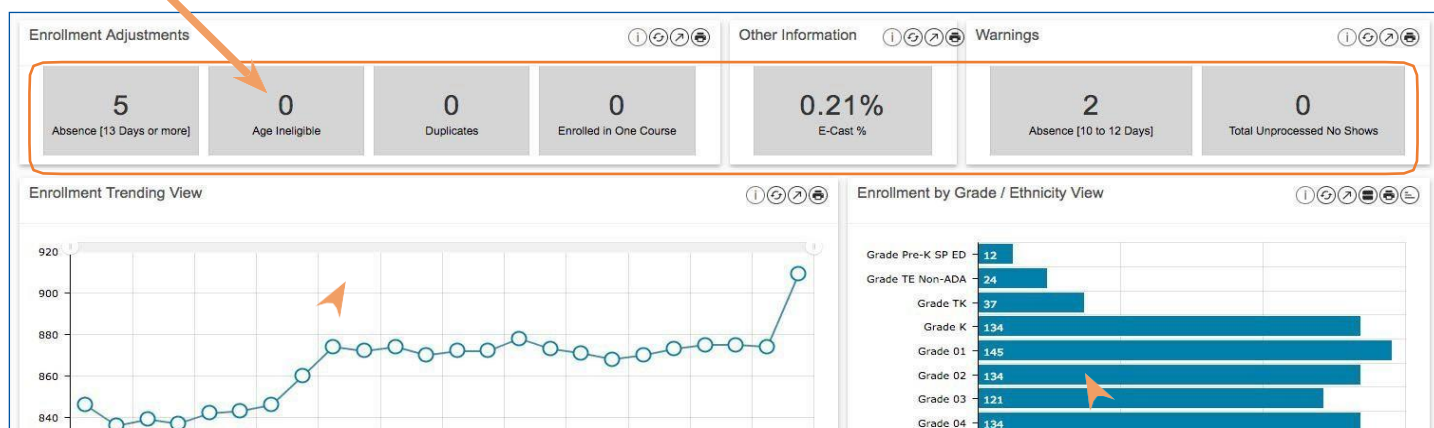 Enrollment Adjustments
5
Absence [13 Days or more]
0
Age Ineligible
0
Duplicates
0
Enrolled in One Course
Other Information
0.21%
E-Cast %
Warnings
2
Absence [10 to 12 Days]
0
Total Unprocessed No Shows
Enrollment Trending View
920
900
880
860
840
Enrollment by Grade / Ethnicity View
Grade Pre-K SP ED 12
Grade TE Non-ADA 24
Grade TK 37
Grade K 134
Grade 01 145
Grade 02 134
Grade 03 121
Grade 04 134